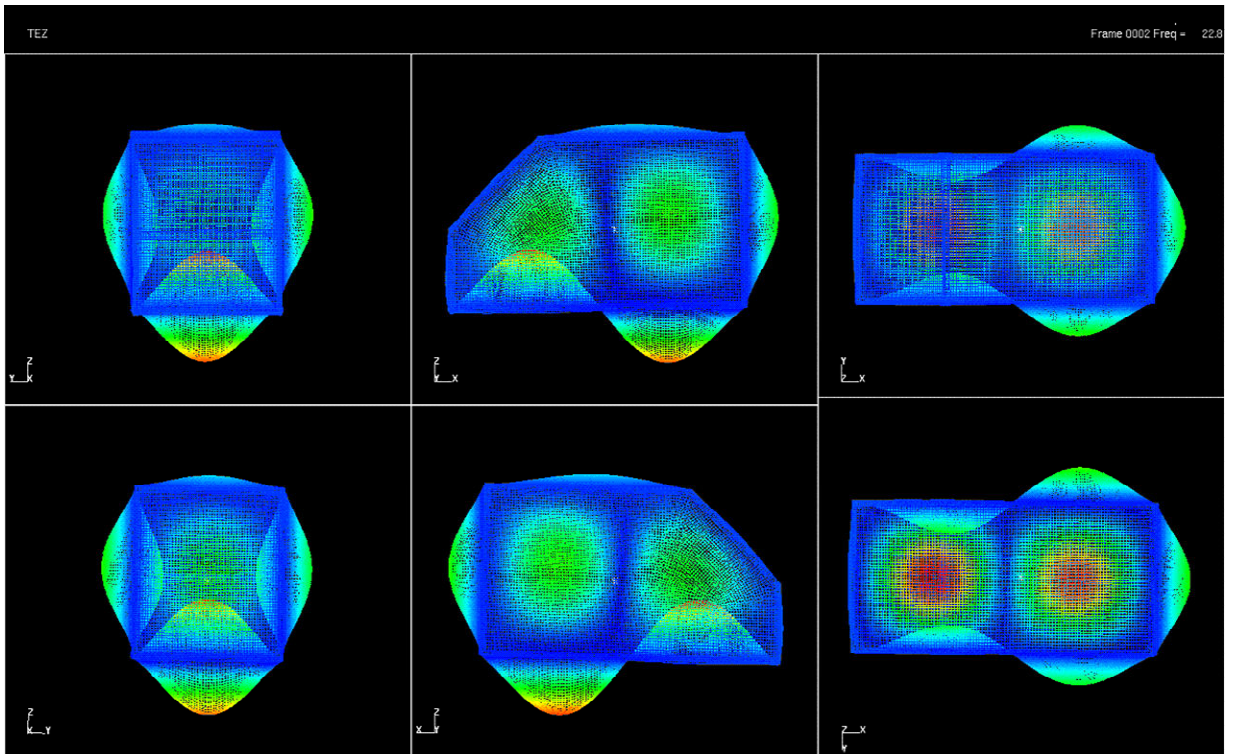 TEZ
Frame 0002 Freq = 22.8
Z
Y X
Z
Y X
Y
Z X
Z
X Y
Z
X Y
Z X
Y